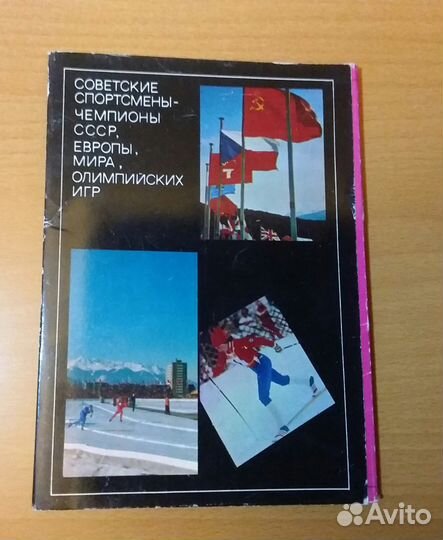 СОВЕТСКИЕ
СПОРТСМЕНЫ-
ЧЕМПИОНЫ
СССР,
ЕВРОПЫ,
МИРА,
ОЛИМПИЙСКИХ
ИГР
Avito